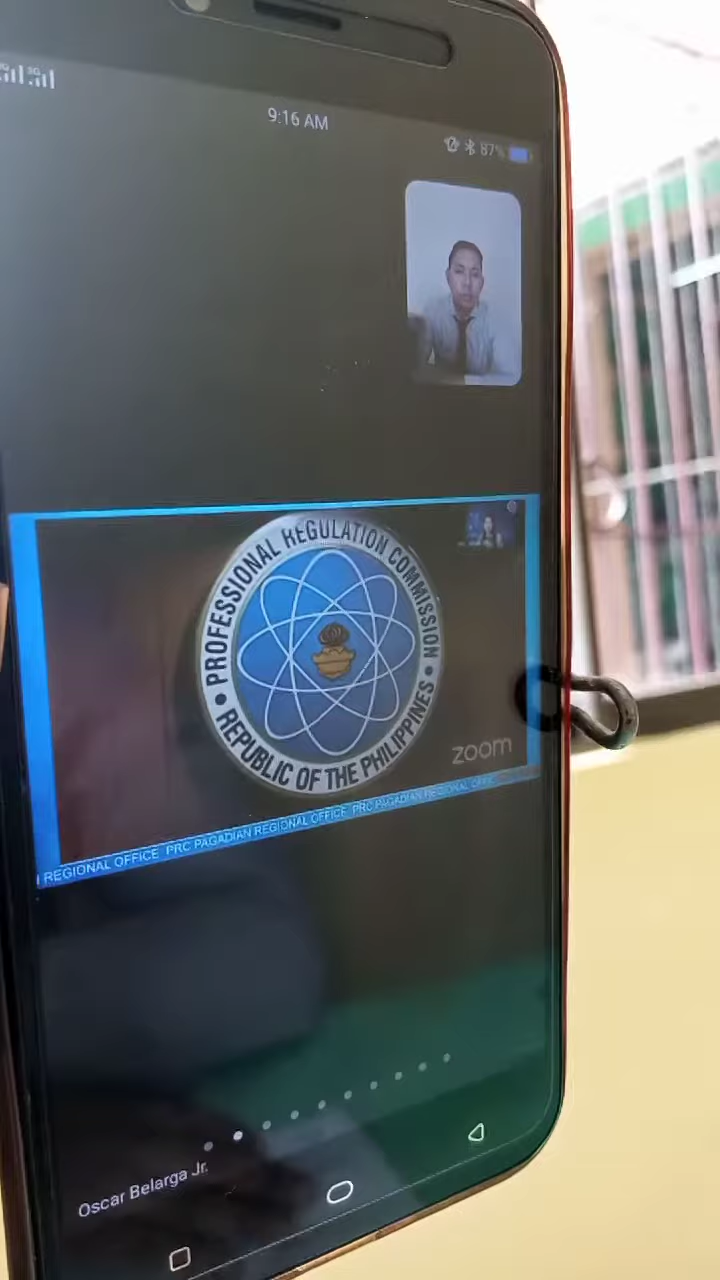 9:16 AM
87%
PROFESSIONAL REGULATION COMMISSION
REPUBLIC OF THE PHILIPPINES
zoom
REGIONAL OFFICE PRC PAGADIAN REGIONAL OFFICE PRC PAGADIAN REGIONAL OFFICE
Oscar Belarga Jr.